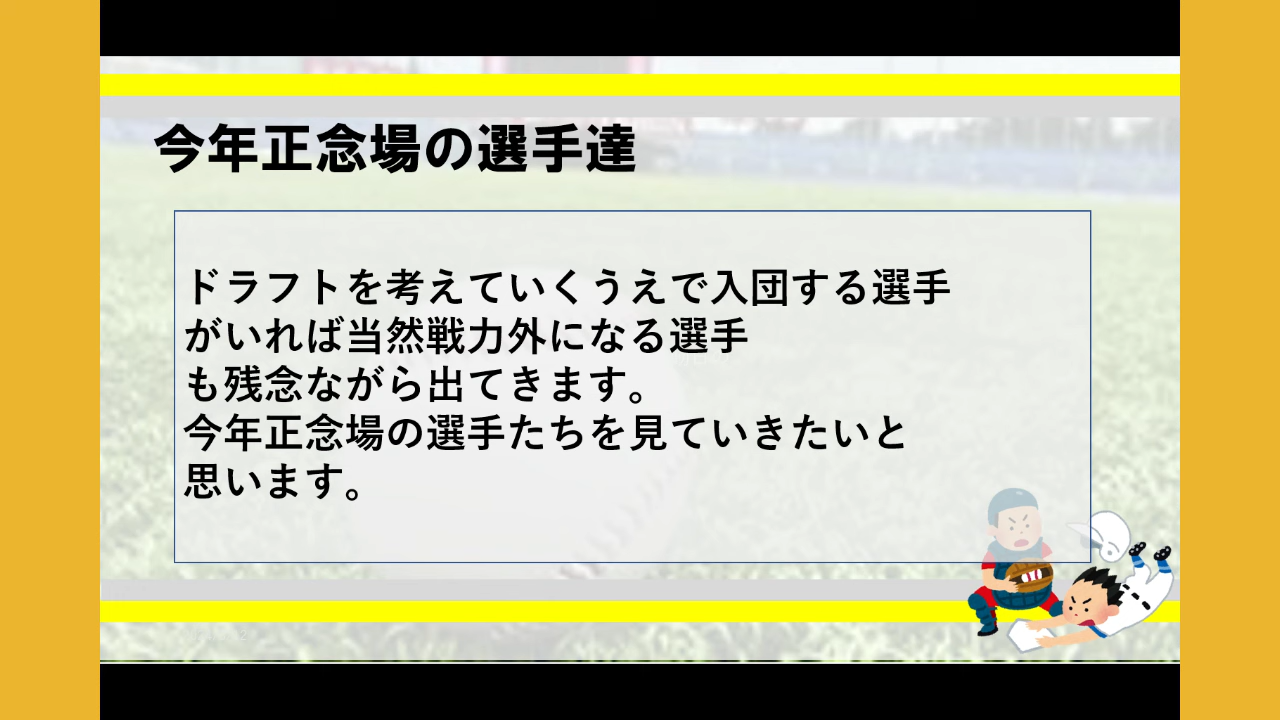 今年正念場の選手達
ドラフトを考えていくうえで入団する選手
がいれば当然戦力外になる選手
も残念ながら出てきます。
今年正念場の選手たちを見ていきたいと
思います。